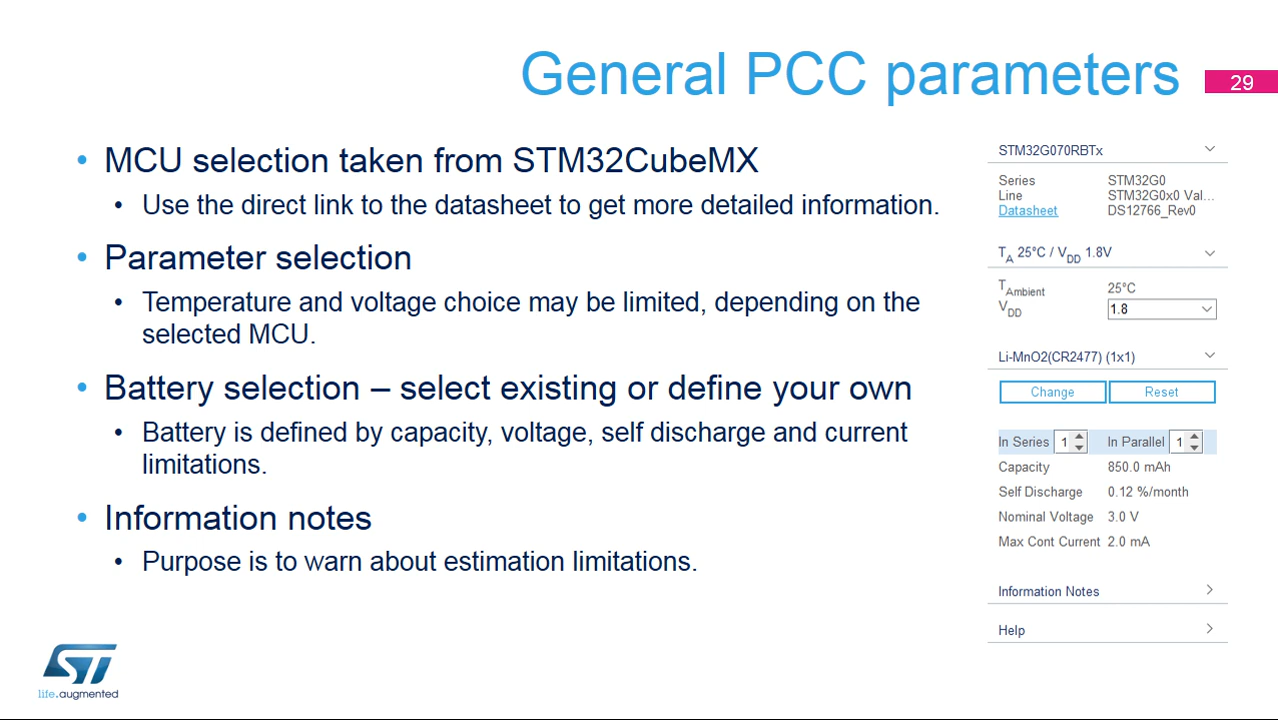 General PCC parameters
29
• MCU selection taken from STM32CubeMX
• Use the direct link to the datasheet to get more detailed information.
• Parameter selection
• Temperature and voltage choice may be limited, depending on the
selected MCU.
• Battery selection – select existing or define your own
• Battery is defined by capacity, voltage, self discharge and current
limitations.
• Information notes
• Purpose is to warn about estimation limitations.
STM32G070RBTx
Series STM32G0
Line STM32G0x0 Val...
Datasheet DS12766_Rev0
TA 25°C / VDD 1.8V
TAmbient 25°C
VDD 1.8
Li-MnO2(CR2477) (1x1)
Change Reset
In Series 1 In Parallel 1
Capacity 850.0 mAh
Self Discharge 0.12 %/month
Nominal Voltage 3.0 V
Max Cont Current 2.0 mA
Information Notes
Help
ST
life.augmented